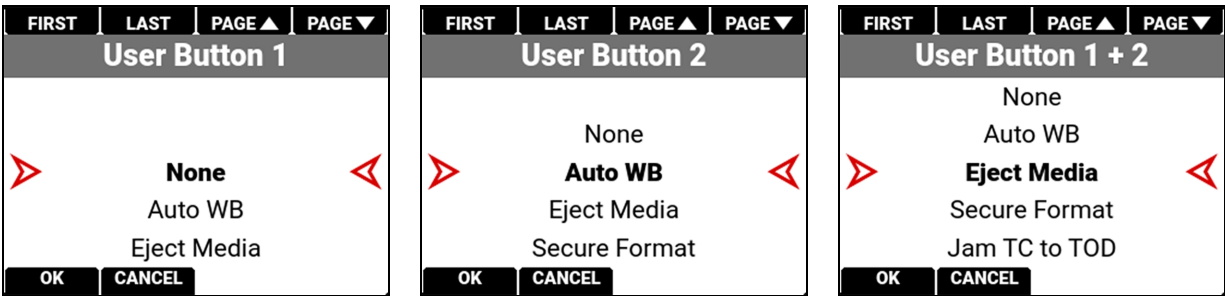 FIRST LAST PAGE▲ PAGE▼
User Button 1
None
Auto WB
Eject Media
OK CANCEL
FIRST LAST PAGE▲ PAGE▼
User Button 2
None
Auto WB
Eject Media
Secure Format
OK CANCEL
FIRST LAST PAGE▲ PAGE▼
User Button 1 + 2
None
Auto WB
Eject Media
Secure Format
Jam TC to TOD
OK CANCEL